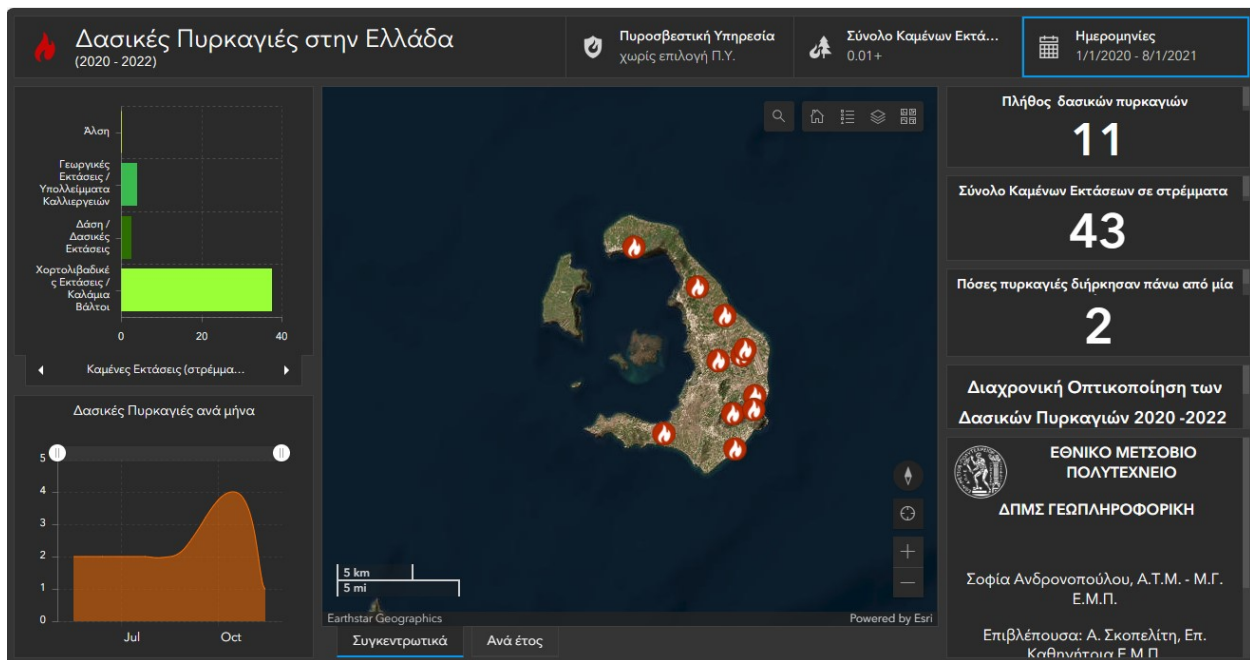 Δασικές Πυρκαγιές στην Ελλάδα
(2020 - 2022)
Πυροσβεστική Υπηρεσία
χωρίς επιλογή Π.Υ.
Σύνολο Καμένων Εκτά...
0.01+
Ημερομηνίες
1/1/2020 - 8/1/2021
Άλση
Γεωργικές
Εκτάσεις /
Υπολλείμματα
Καλλιεργειών
Δάση /
Δασικές
Εκτάσεις
Χορτολιβαδικέ
ς Εκτάσεις /
Καλάμια
Βάλτοι
0 20 40
Καμένες Εκτάσεις (στρέμμα...
Δασικές Πυρκαγιές ανά μήνα
5
4
3
2
1
0
Jul Oct
5 km
5 mi
Earthstar Geographics
Powered by Esri
Συγκεντρωτικά
Ανά έτος
Πλήθος δασικών πυρκαγιών
11
Σύνολο Καμένων Εκτάσεων σε στρέμματα
43
Πόσες πυρκαγιές διήρκησαν πάνω από μία
2
Διαχρονική Οπτικοποίηση των
Δασικών Πυρκαγιών 2020 -2022
ΕΘΝΙΚΟ ΜΕΤΣΟΒΙΟ
ΠΟΛΥΤΕΧΝΕΙΟ
ΔΠΜΣ ΓΕΩΠΛΗΡΟΦΟΡΙΚΗ
Σοφία Ανδρονοπούλου, Α.Τ.Μ. - Μ.Γ.
Ε.Μ.Π.
Επιβλέπουσα: Α. Σκοπελίτη, Επ.
Καθηγήτρια Ε.Μ.Π.